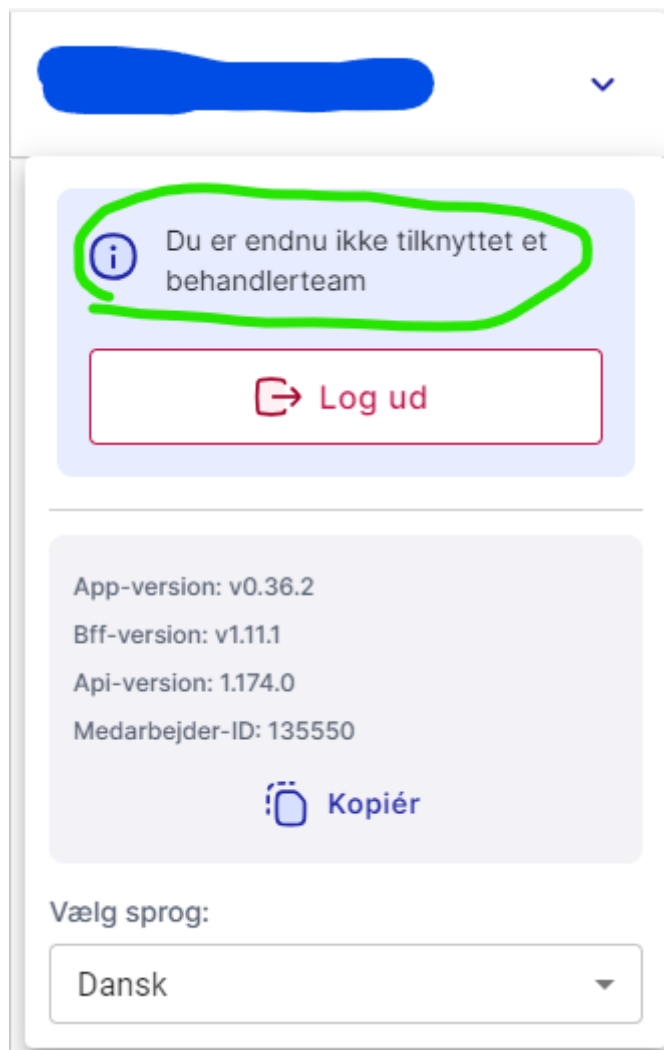 Du er endnu ikke tilknyttet et
behandlerteam
Log ud
App-version: v0.36.2
Bff-version: v1.11.1
Api-version: 1.174.0
Medarbejder-ID: 135550
Kopiér
Vælg sprog:
Dansk